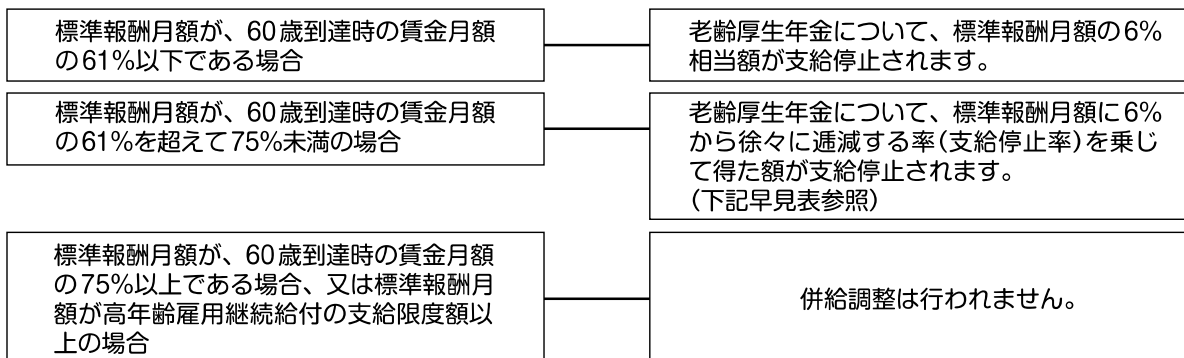 標準報酬月額が、60歳到達時の賃金月額
の61%以下である場合
老齢厚生年金について、標準報酬月額の6%
相当額が支給停止されます。
標準報酬月額が、60歳到達時の賃金月額
の61%を超えて75%未満の場合
老齢厚生年金について、標準報酬月額に6%
から徐々に逓減する率(支給停止率)を乗じ
て得た額が支給停止されます。
(下記早見表参照)
標準報酬月額が、60歳到達時の賃金月額
の75%以上である場合、又は標準報酬月
額が高年齢雇用継続給付の支給限度額以
上の場合
併給調整は行われません。